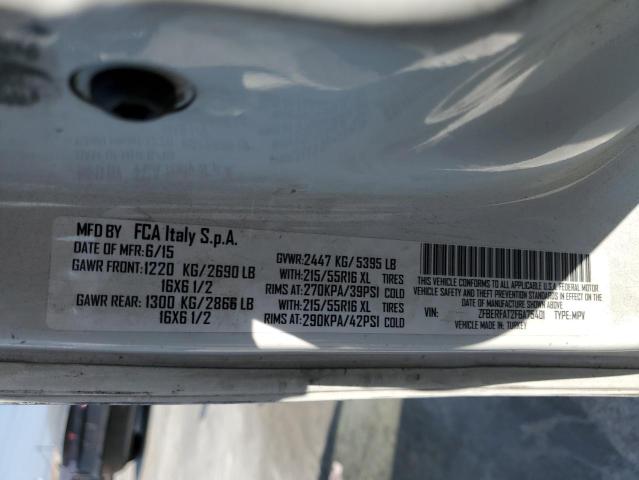 MFD BY FCA Italy S.p.A.
DATE OF MFR: 6/15
GAWR FRONT: 1220 KG/2690 LB
16X6 1/2
GAWR REAR: 1300 KG/2866 LB
16X6 1/2
GVWR: 2447 KG/5395 LB
WITH: 215/55R16 XL TIRES
RIMS AT: 270KPA/39PSI COLD
WITH: 215/55R16 XL TIRES
RIMS AT: 290KPA/42PSI COLD
THIS VEHICLE CONFORMS TO ALL APPLICABLE U.S.A. FEDERAL MOTOR
VEHICLE SAFETY AND THEFT PREVENTION STANDARDS IN EFFECT ON THE
DATE OF MANUFACTURE SHOWN ABOVE
VIN: ZFBERFAT2F6A75401 TYPE: MPV
MADE IN: TURKEY